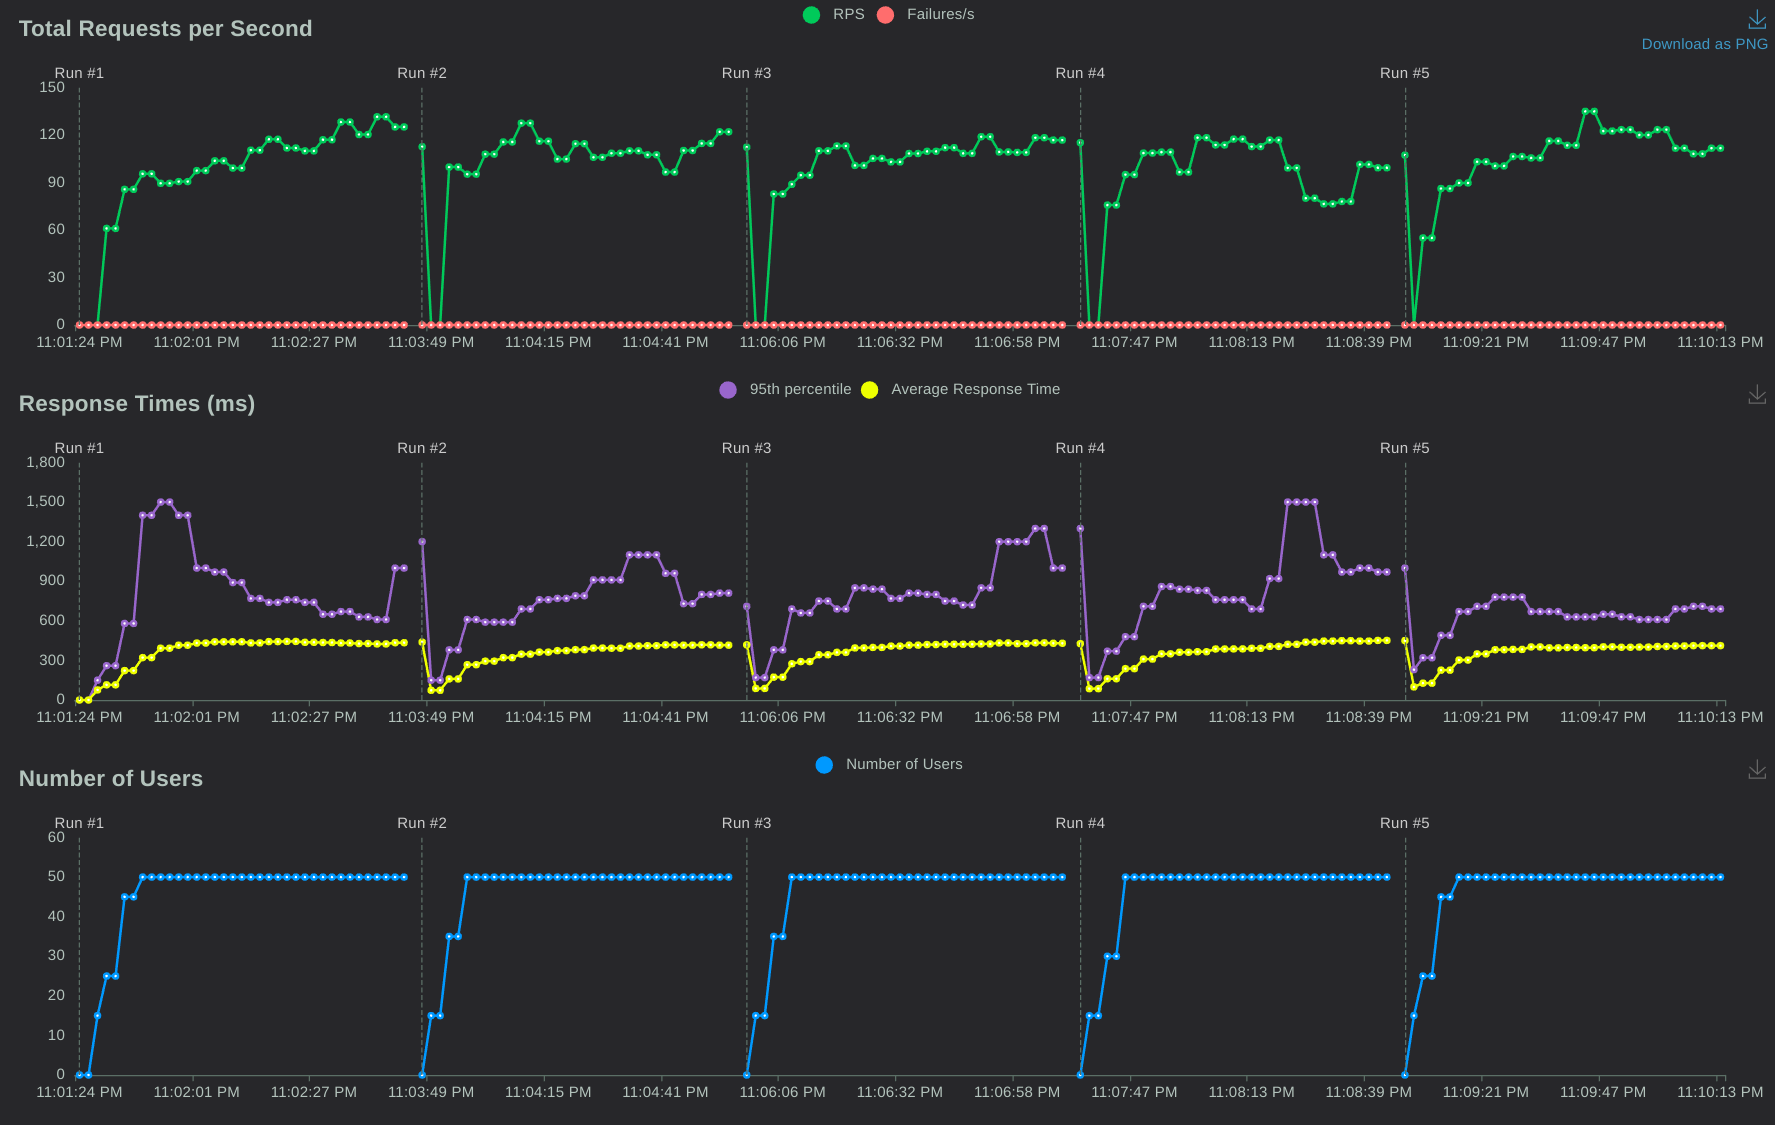 RPS Failures/s
Total Requests per Second
Download as PNG
Run #1 Run #2 Run #3 Run #4 Run #5
150
120
90
60
30
0
11:01:24 PM 11:02:01 PM 11:02:27 PM 11:03:49 PM 11:04:15 PM 11:04:41 PM 11:06:06 PM 11:06:32 PM 11:06:58 PM 11:07:47 PM 11:08:13 PM 11:08:39 PM 11:09:21 PM 11:09:47 PM 11:10:13 PM
95th percentile Average Response Time
Response Times (ms)
Run #1 Run #2 Run #3 Run #4 Run #5
1,800
1,500
1,200
900
600
300
0
11:01:24 PM 11:02:01 PM 11:02:27 PM 11:03:49 PM 11:04:15 PM 11:04:41 PM 11:06:06 PM 11:06:32 PM 11:06:58 PM 11:07:47 PM 11:08:13 PM 11:08:39 PM 11:09:21 PM 11:09:47 PM 11:10:13 PM
Number of Users
Number of Users
Run #1 Run #2 Run #3 Run #4 Run #5
60
50
40
30
20
10
0
11:01:24 PM 11:02:01 PM 11:02:27 PM 11:03:49 PM 11:04:15 PM 11:04:41 PM 11:06:06 PM 11:06:32 PM 11:06:58 PM 11:07:47 PM 11:08:13 PM 11:08:39 PM 11:09:21 PM 11:09:47 PM 11:10:13 PM